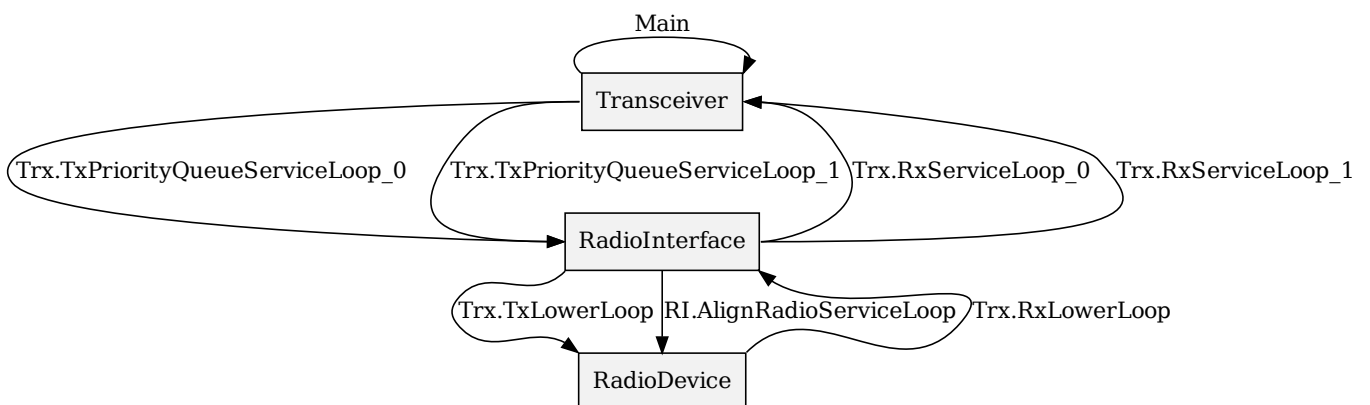 Main
Transceiver
Trx.TxPriorityQueueServiceLoop_0
Trx.TxPriorityQueueServiceLoop_1
Trx.RxServiceLoop_0
Trx.RxServiceLoop_1
RadioInterface
Trx.TxLowerLoop
RI.AlignRadioServiceLoop
Trx.RxLowerLoop
RadioDevice